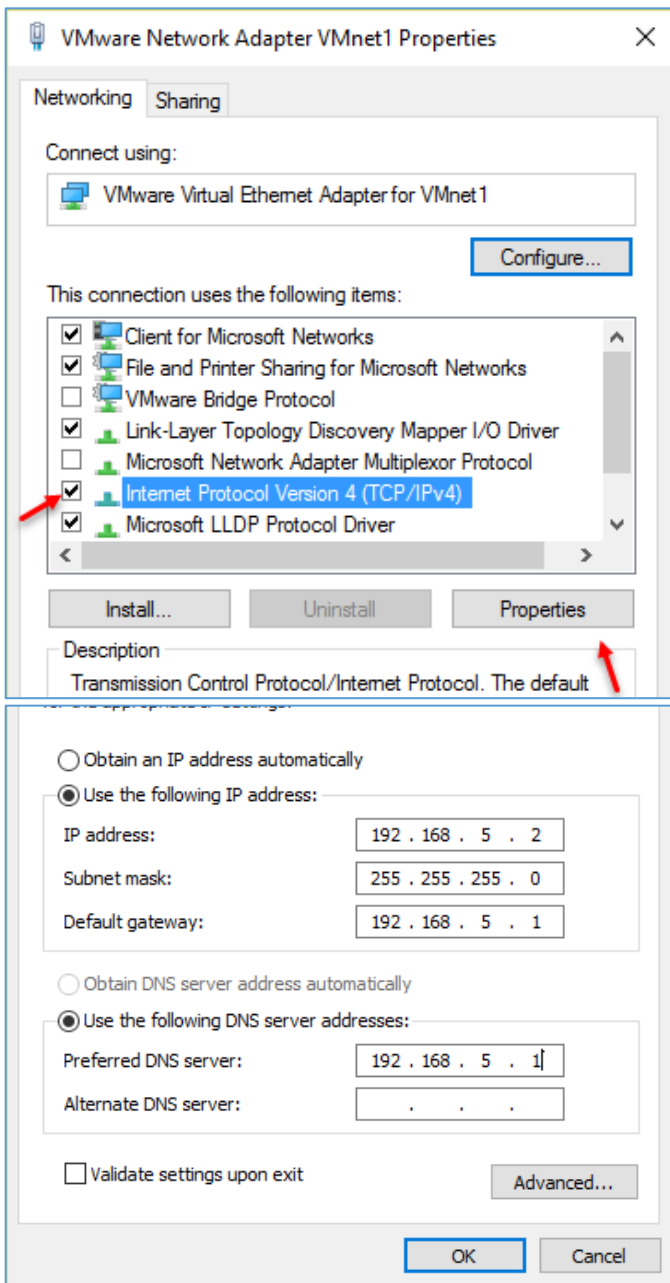 VMware Network Adapter VMnet1 Properties
Networking
Sharing
Connect using:
VMware Virtual Ethernet Adapter for VMnet1
Configure...
This connection uses the following items:
Client for Microsoft Networks
File and Printer Sharing for Microsoft Networks
VMware Bridge Protocol
Link-Layer Topology Discovery Mapper I/O Driver
Microsoft Network Adapter Multiplexor Protocol
Internet Protocol Version 4 (TCP/IPv4)
Microsoft LLDP Protocol Driver
Install... Uninstall Properties
Description
Transmission Control Protocol/Internet Protocol. The default
Obtain an IP address automatically
Use the following IP address:
IP address: 192 . 168 . 5 . 2
Subnet mask: 255 . 255 . 255 . 0
Default gateway: 192 . 168 . 5 . 1
Obtain DNS server address automatically
Use the following DNS server addresses:
Preferred DNS server: 192 . 168 . 5 . 1
Alternate DNS server: . . .
Validate settings upon exit
Advanced...
OK Cancel